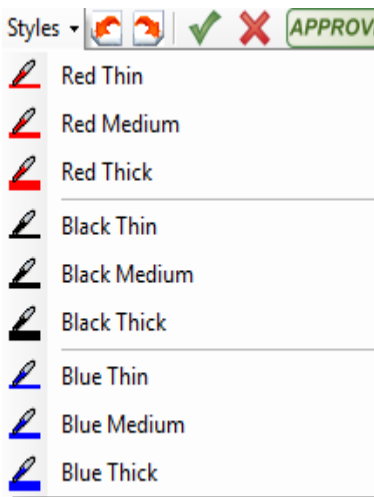 Styles APPROV
Red Thin
Red Medium
Red Thick
Black Thin
Black Medium
Black Thick
Blue Thin
Blue Medium
Blue Thick